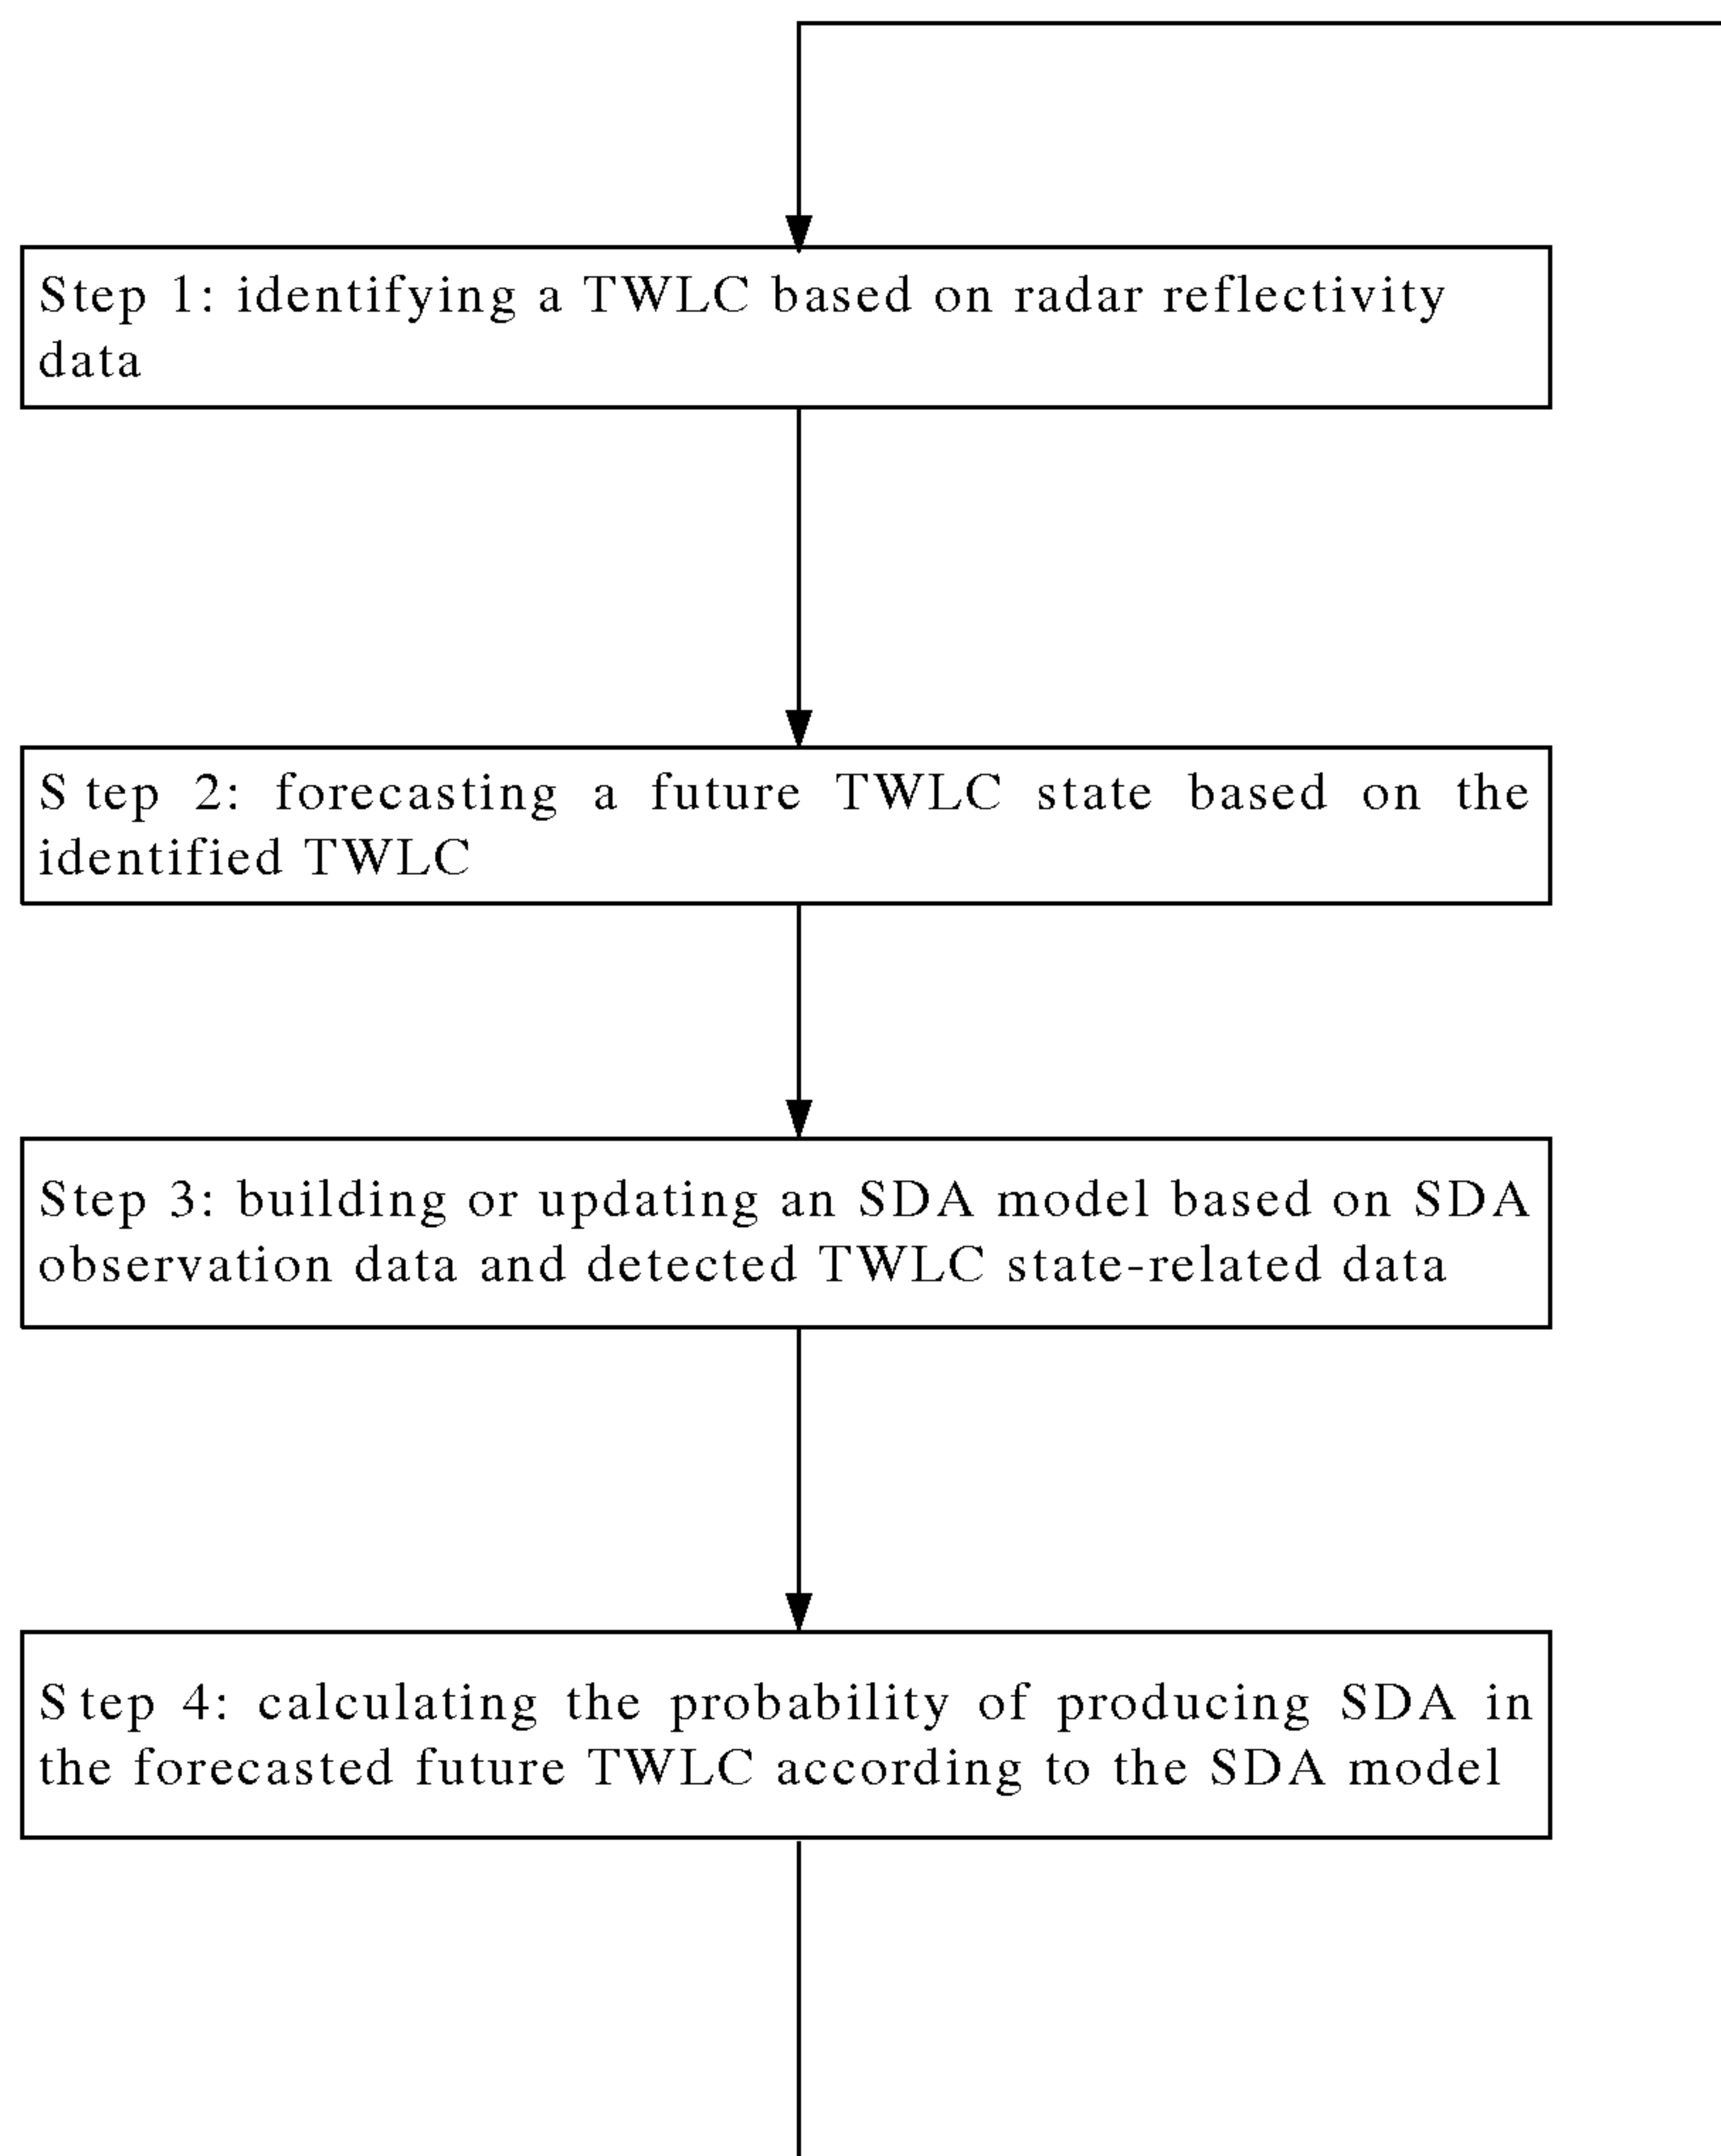 Step 1: identifying a TWLC based on radar reflectivity
data
Step 2: forecasting a future TWLC state based on the
identified TWLC
Step 3: building or updating an SDA model based on SDA
observation data and detected TWLC state-related data
Step 4: calculating the probability of producing SDA in
the forecasted future TWLC according to the SDA model